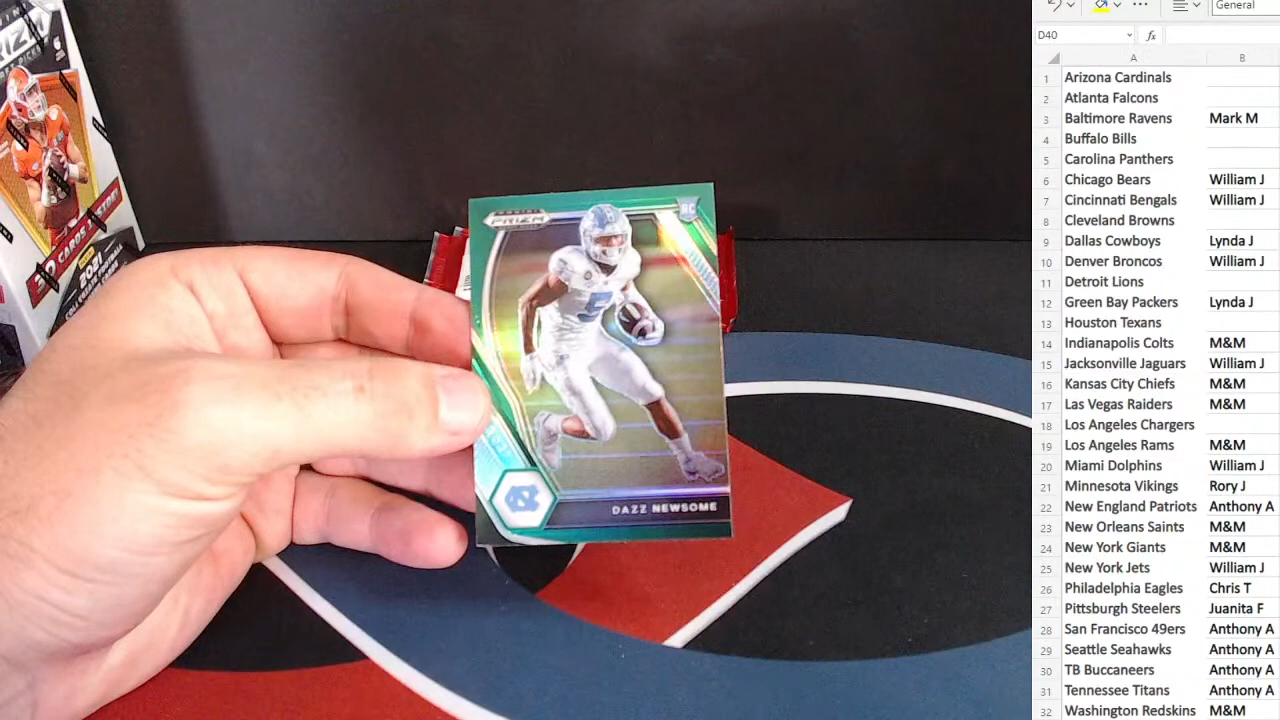 General
D40
fx
A
B
1 Arizona Cardinals
2 Atlanta Falcons
3 Baltimore Ravens Mark M
4 Buffalo Bills
5 Carolina Panthers
6 Chicago Bears William J
7 Cincinnati Bengals William J
8 Cleveland Browns
9 Dallas Cowboys Lynda J
10 Denver Broncos William J
11 Detroit Lions
12 Green Bay Packers Lynda J
13 Houston Texans
14 Indianapolis Colts M&M
15 Jacksonville Jaguars William J
16 Kansas City Chiefs M&M
17 Las Vegas Raiders M&M
18 Los Angeles Chargers
19 Los Angeles Rams M&M
20 Miami Dolphins William J
21 Minnesota Vikings Rory J
22 New England Patriots Anthony A
23 New Orleans Saints M&M
24 New York Giants M&M
25 New York Jets William J
26 Philadelphia Eagles Chris T
27 Pittsburgh Steelers Juanita F
28 San Francisco 49ers Anthony A
29 Seattle Seahawks Anthony A
30 TB Buccaneers Anthony A
31 Tennessee Titans Anthony A
32 Washington Redskins M&M
PRIZM
RC
5
NC
DAZZ NEWSOME
2021